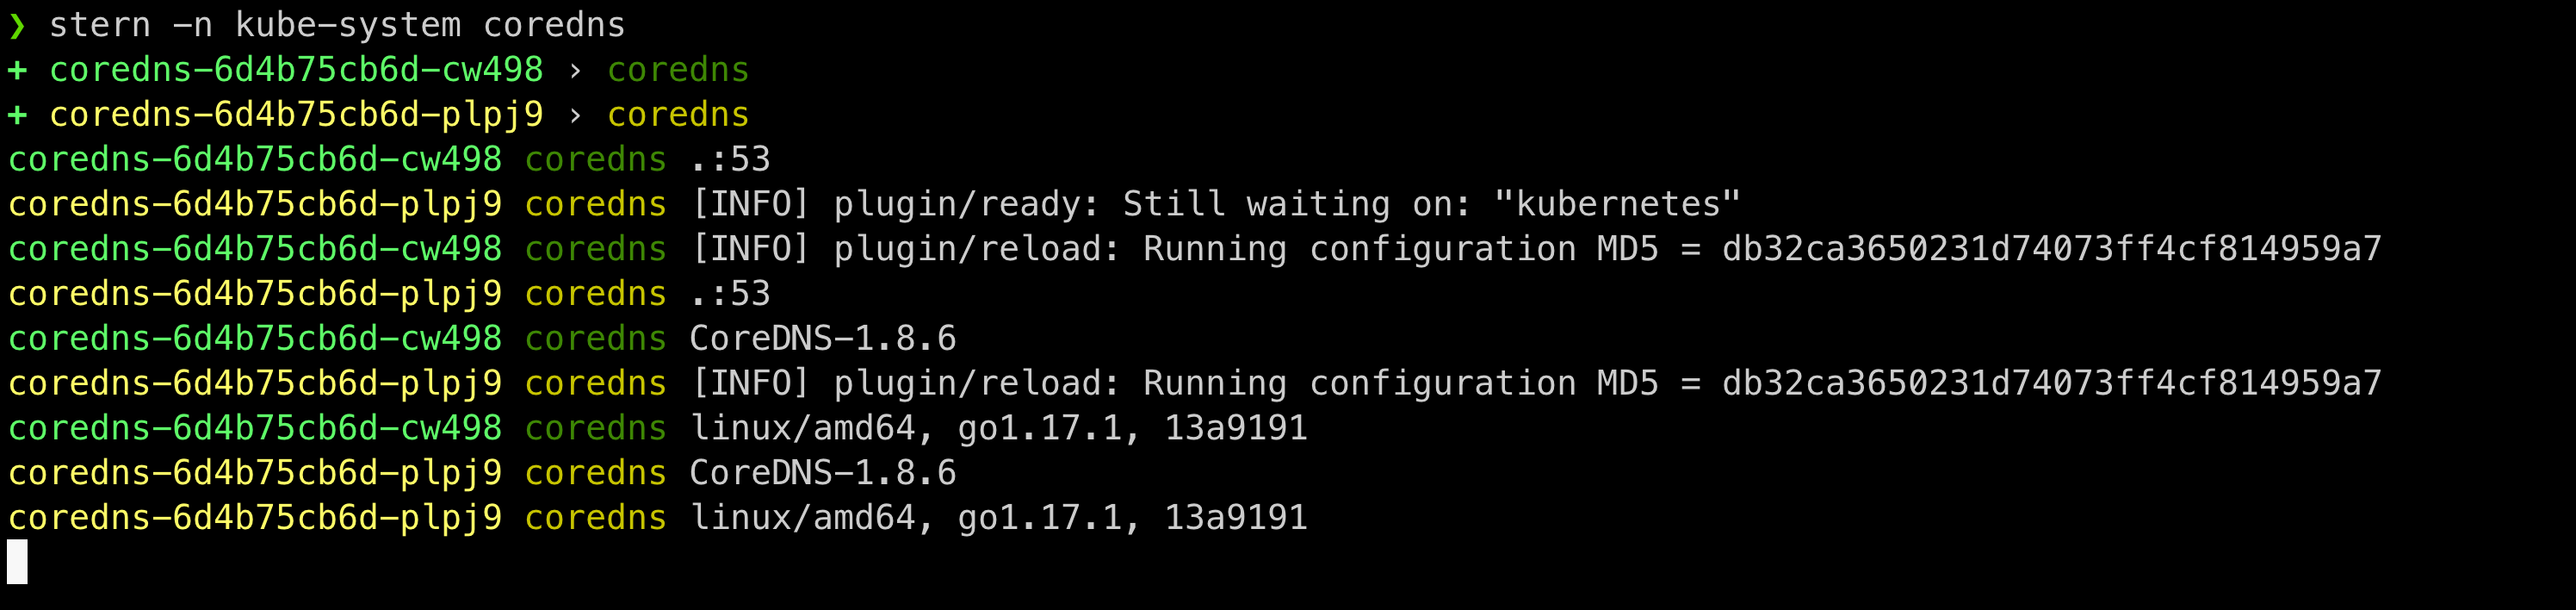 ❯ stern -n kube-system coredns
+ coredns-6d4b75cb6d-cw498 › coredns
+ coredns-6d4b75cb6d-plpj9 › coredns
coredns-6d4b75cb6d-cw498 coredns .:53
coredns-6d4b75cb6d-plpj9 coredns [INFO] plugin/ready: Still waiting on: "kubernetes"
coredns-6d4b75cb6d-cw498 coredns [INFO] plugin/reload: Running configuration MD5 = db32ca3650231d74073ff4cf814959a7
coredns-6d4b75cb6d-plpj9 coredns .:53
coredns-6d4b75cb6d-cw498 coredns CoreDNS-1.8.6
coredns-6d4b75cb6d-plpj9 coredns [INFO] plugin/reload: Running configuration MD5 = db32ca3650231d74073ff4cf814959a7
coredns-6d4b75cb6d-cw498 coredns linux/amd64, go1.17.1, 13a9191
coredns-6d4b75cb6d-plpj9 coredns CoreDNS-1.8.6
coredns-6d4b75cb6d-plpj9 coredns linux/amd64, go1.17.1, 13a9191